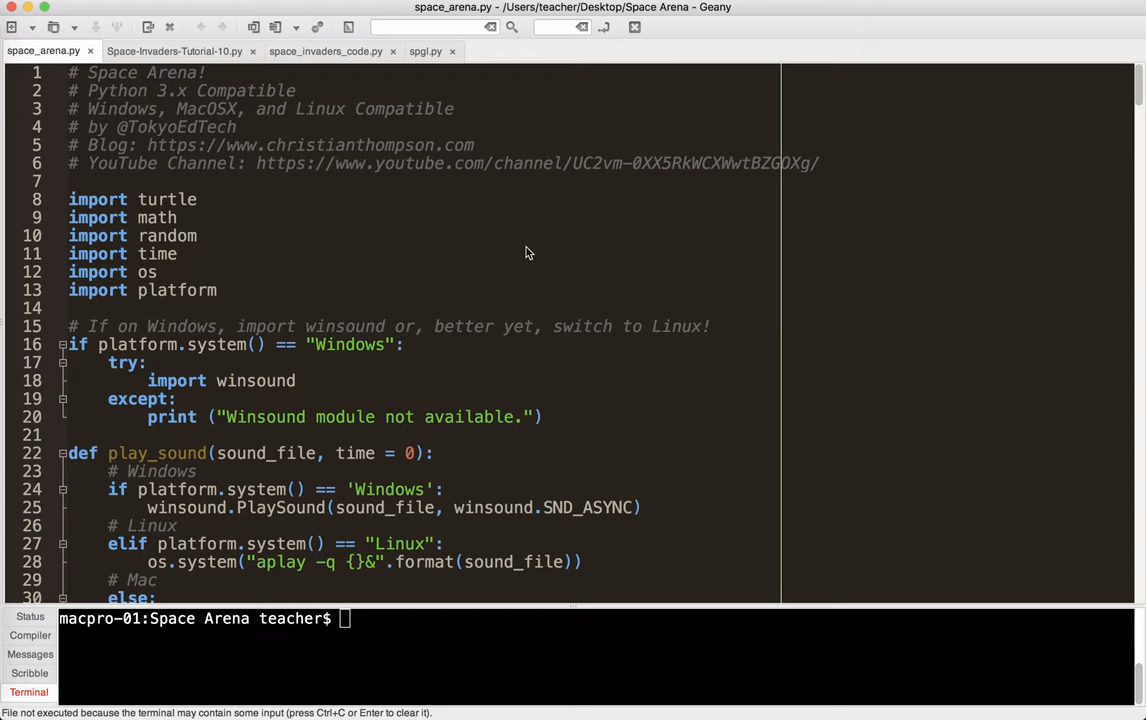 space_arena.py - /Users/teacher/Desktop/Space Arena - Geany
space_arena.py × Space-Invaders-Tutorial-10.py × space_invaders_code.py × spgl.py ×
1 # Space Arena!
2 # Python 3.x Compatible
3 # Windows, MacOSX, and Linux Compatible
4 # by @TokyoEdTech
5 # Blog: https://www.christianthompson.com
6 # YouTube Channel: https://www.youtube.com/channel/UC2vm-0XX5RkWCXWwtBZGOXg/
7
8 import turtle
9 import math
10 import random
11 import time
12 import os
13 import platform
14
15 # If on Windows, import winsound or, better yet, switch to Linux!
16 if platform.system() == "Windows":
17 try:
18 import winsound
19 except:
20 print ("Winsound module not available.")
21
22 def play_sound(sound_file, time = 0):
23 # Windows
24 if platform.system() == 'Windows':
25 winsound.PlaySound(sound_file, winsound.SND_ASYNC)
26 # Linux
27 elif platform.system() == "Linux":
28 os.system("aplay -q {}&".format(sound_file))
29 # Mac
30 else:
Status
Compiler
Messages
Scribble
Terminal
macpro-01:Space Arena teacher$
File not executed because the terminal may contain some input (press Ctrl+C or Enter to clear it).